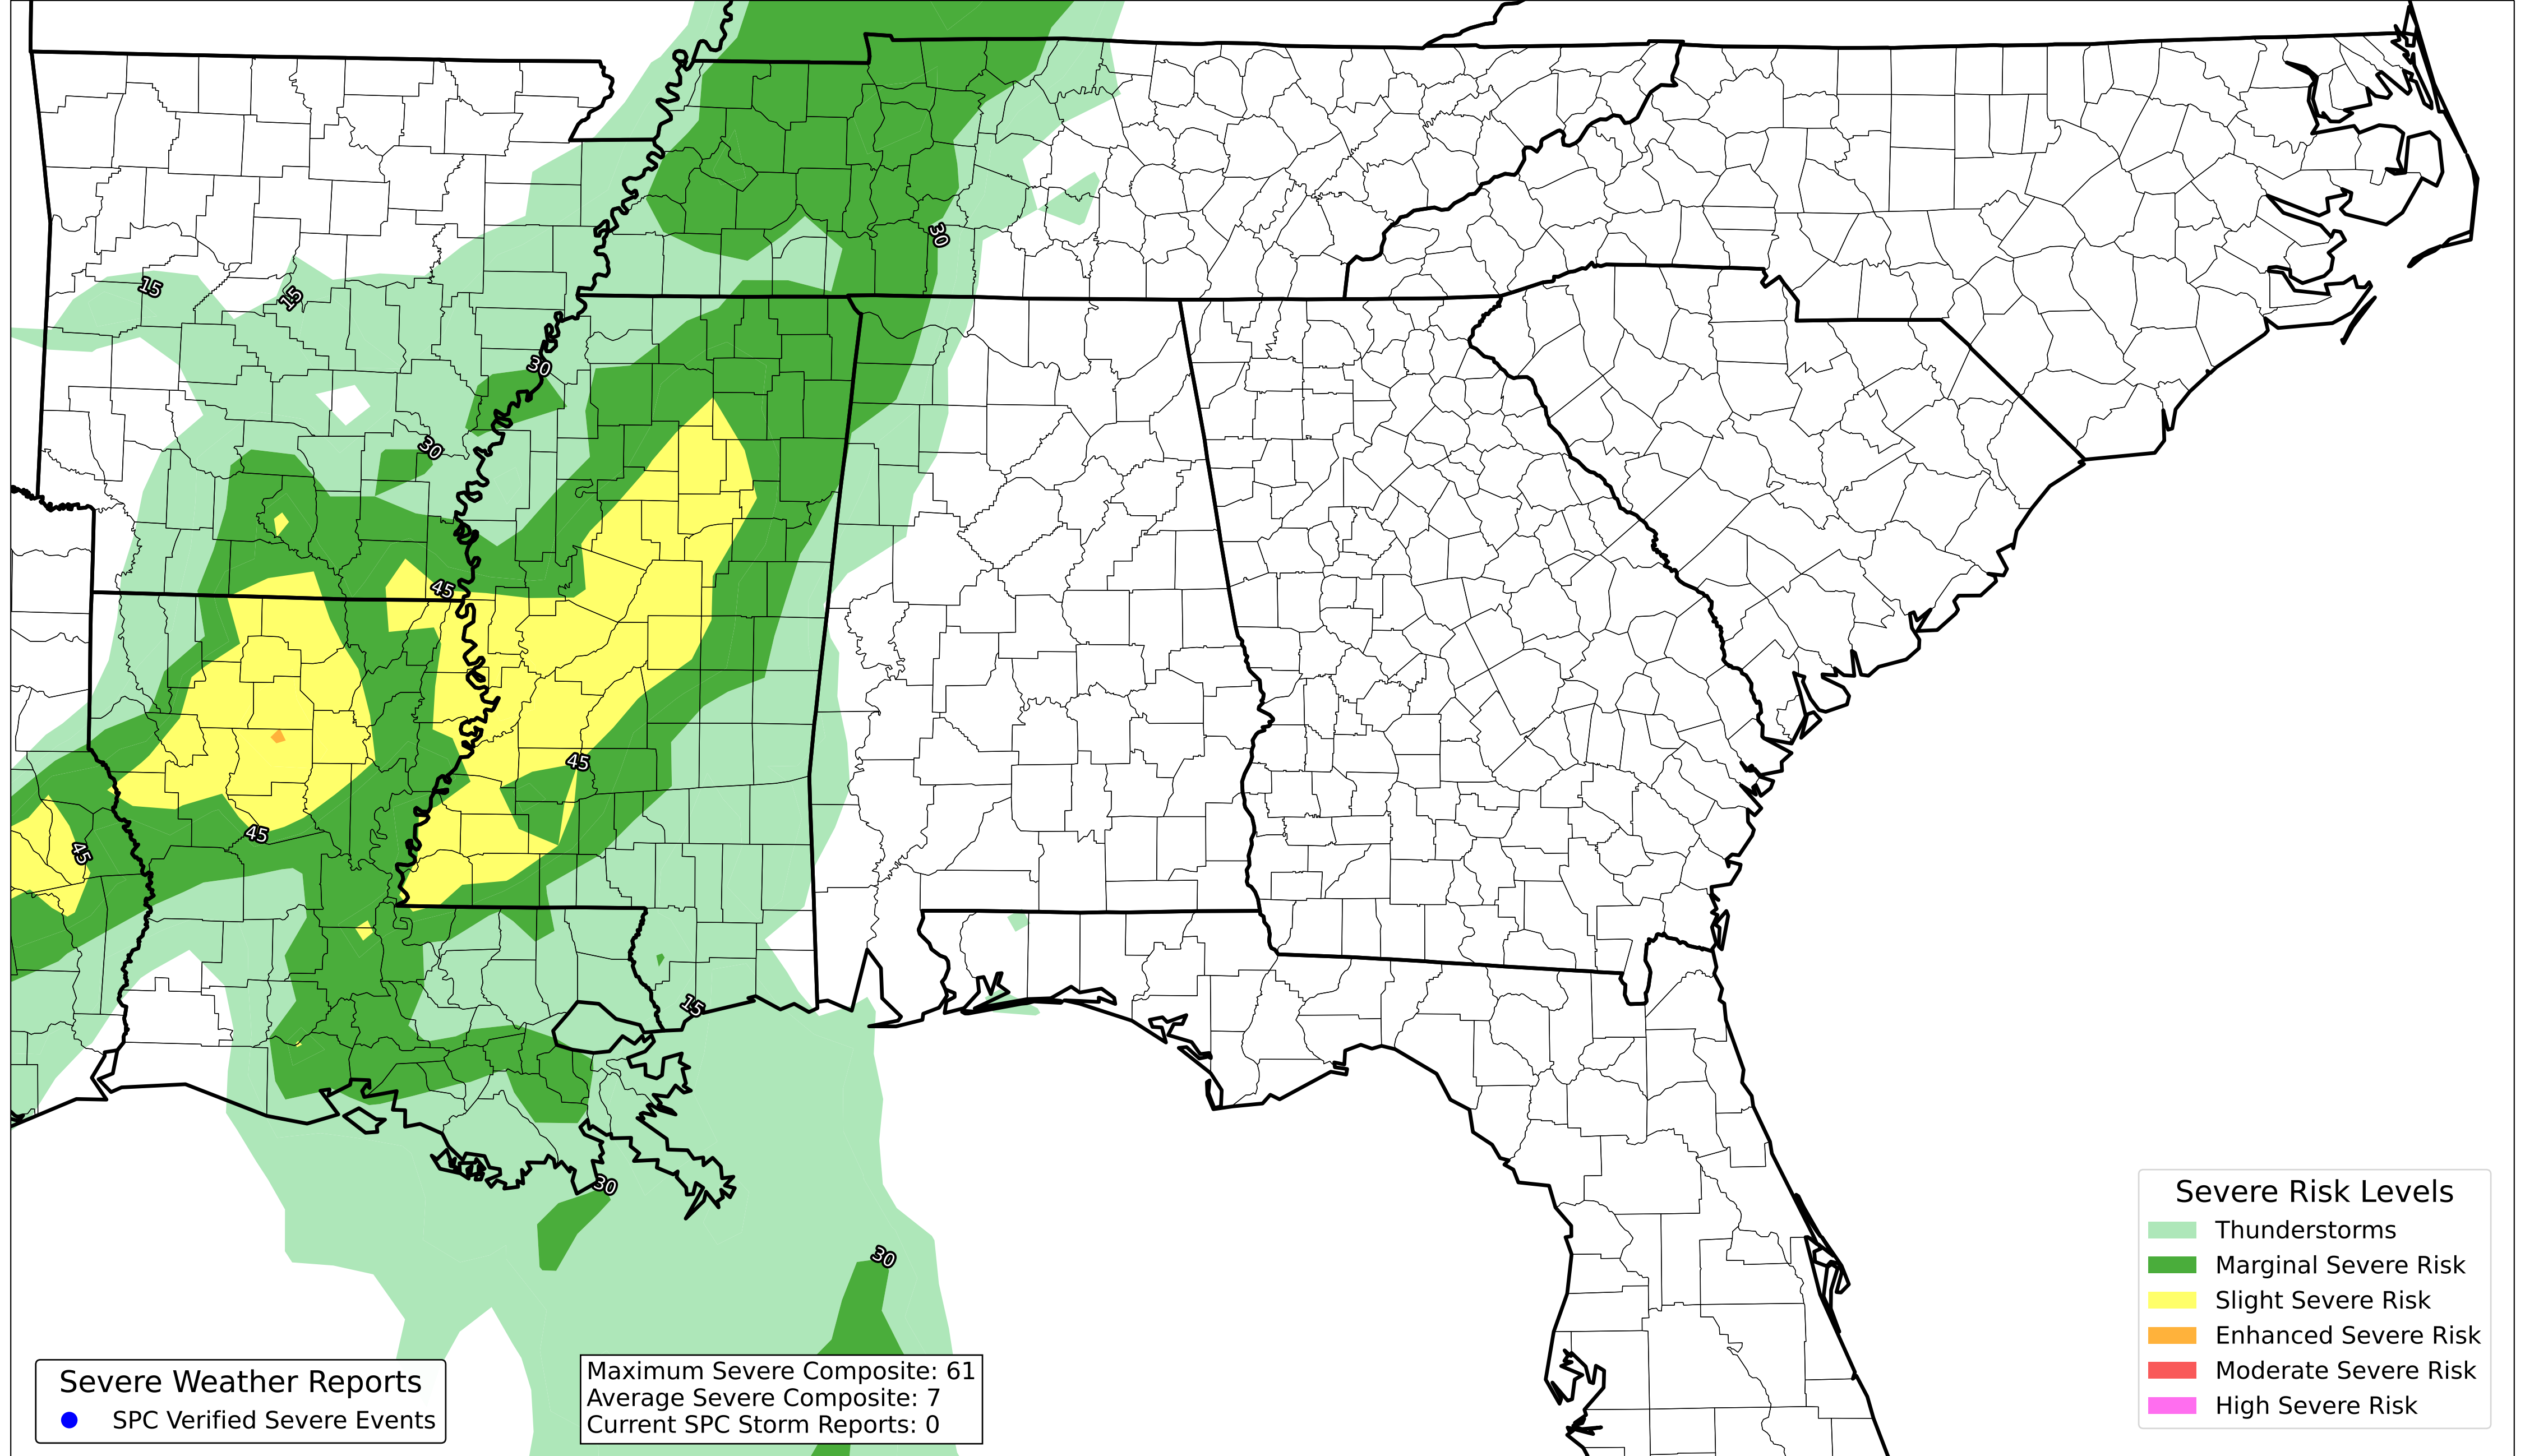 30
15
15
30
30
45
45
45
45
15
30
30
Severe Risk Levels
Thunderstorms
Marginal Severe Risk
Slight Severe Risk
Enhanced Severe Risk
Moderate Severe Risk
High Severe Risk
Severe Weather Reports
SPC Verified Severe Events
Maximum Severe Composite: 61
Average Severe Composite: 7
Current SPC Storm Reports: 0